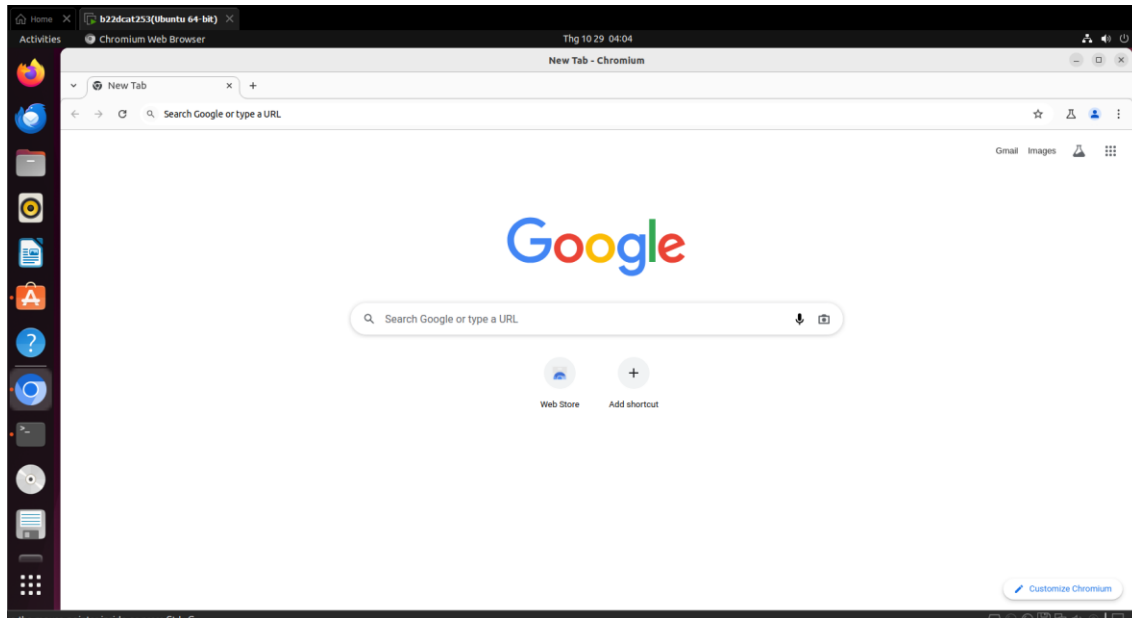 Home
b22dcat253(Ubuntu 64-bit)
Activities
Chromium Web Browser
Thg 10 29 04:04
New Tab - Chromium
New Tab
Search Google or type a URL
Gmail Images
Google
Search Google or type a URL
Web Store
Add shortcut
Customize Chromium